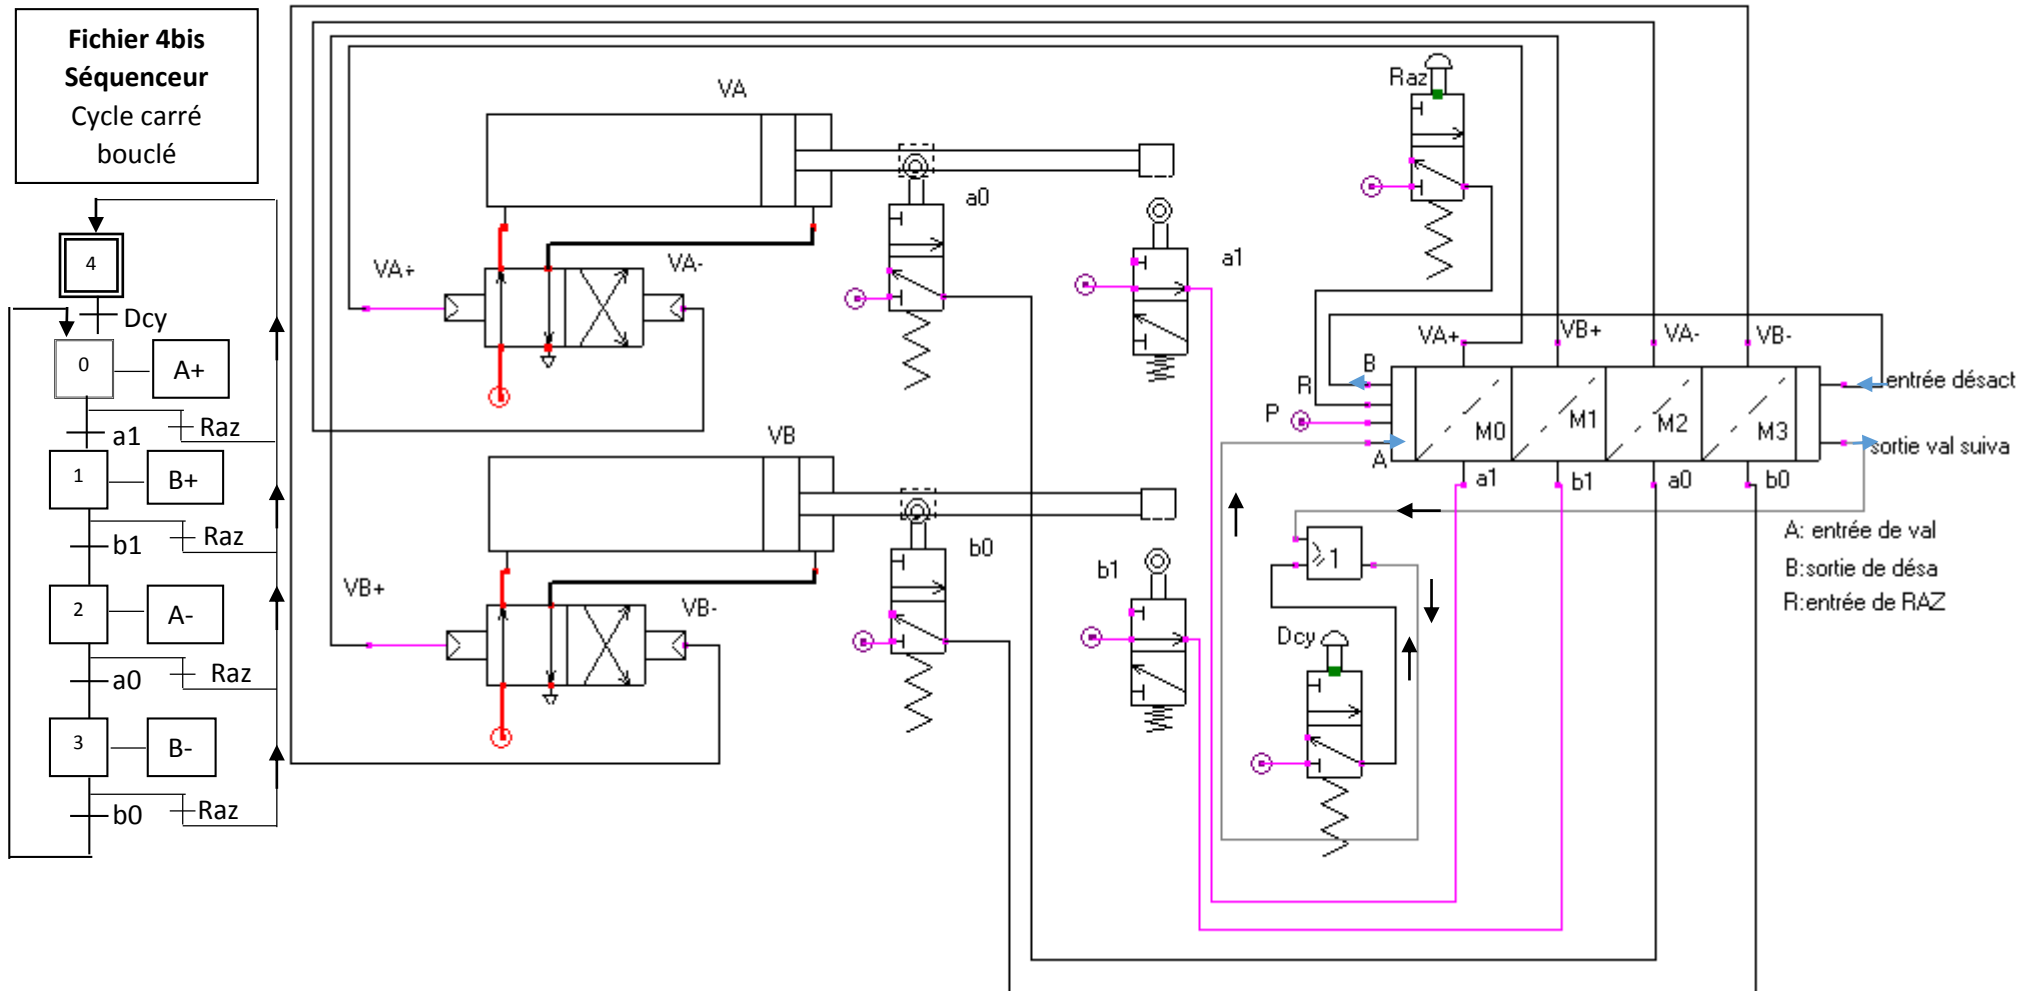 Fichier 4bis
Séquenceur
Cycle carré
bouclé
4
Dcy
0
A+
a1
Raz
1
B+
b1
Raz
2
A-
a0
Raz
3
B-
b0
Raz
VA
a0
VA+
VA-
a1
VB
b0
VB+
VB-
b1
Raz
VA+
VB+
VA-
VB-
B
R
P
A
M0
M1
M2
M3
entrée désact
sortie val suiva
a1
b1
a0
b0
≥1
Dcy
A: entrée de val
B:sortie de désa
R:entrée de RAZ